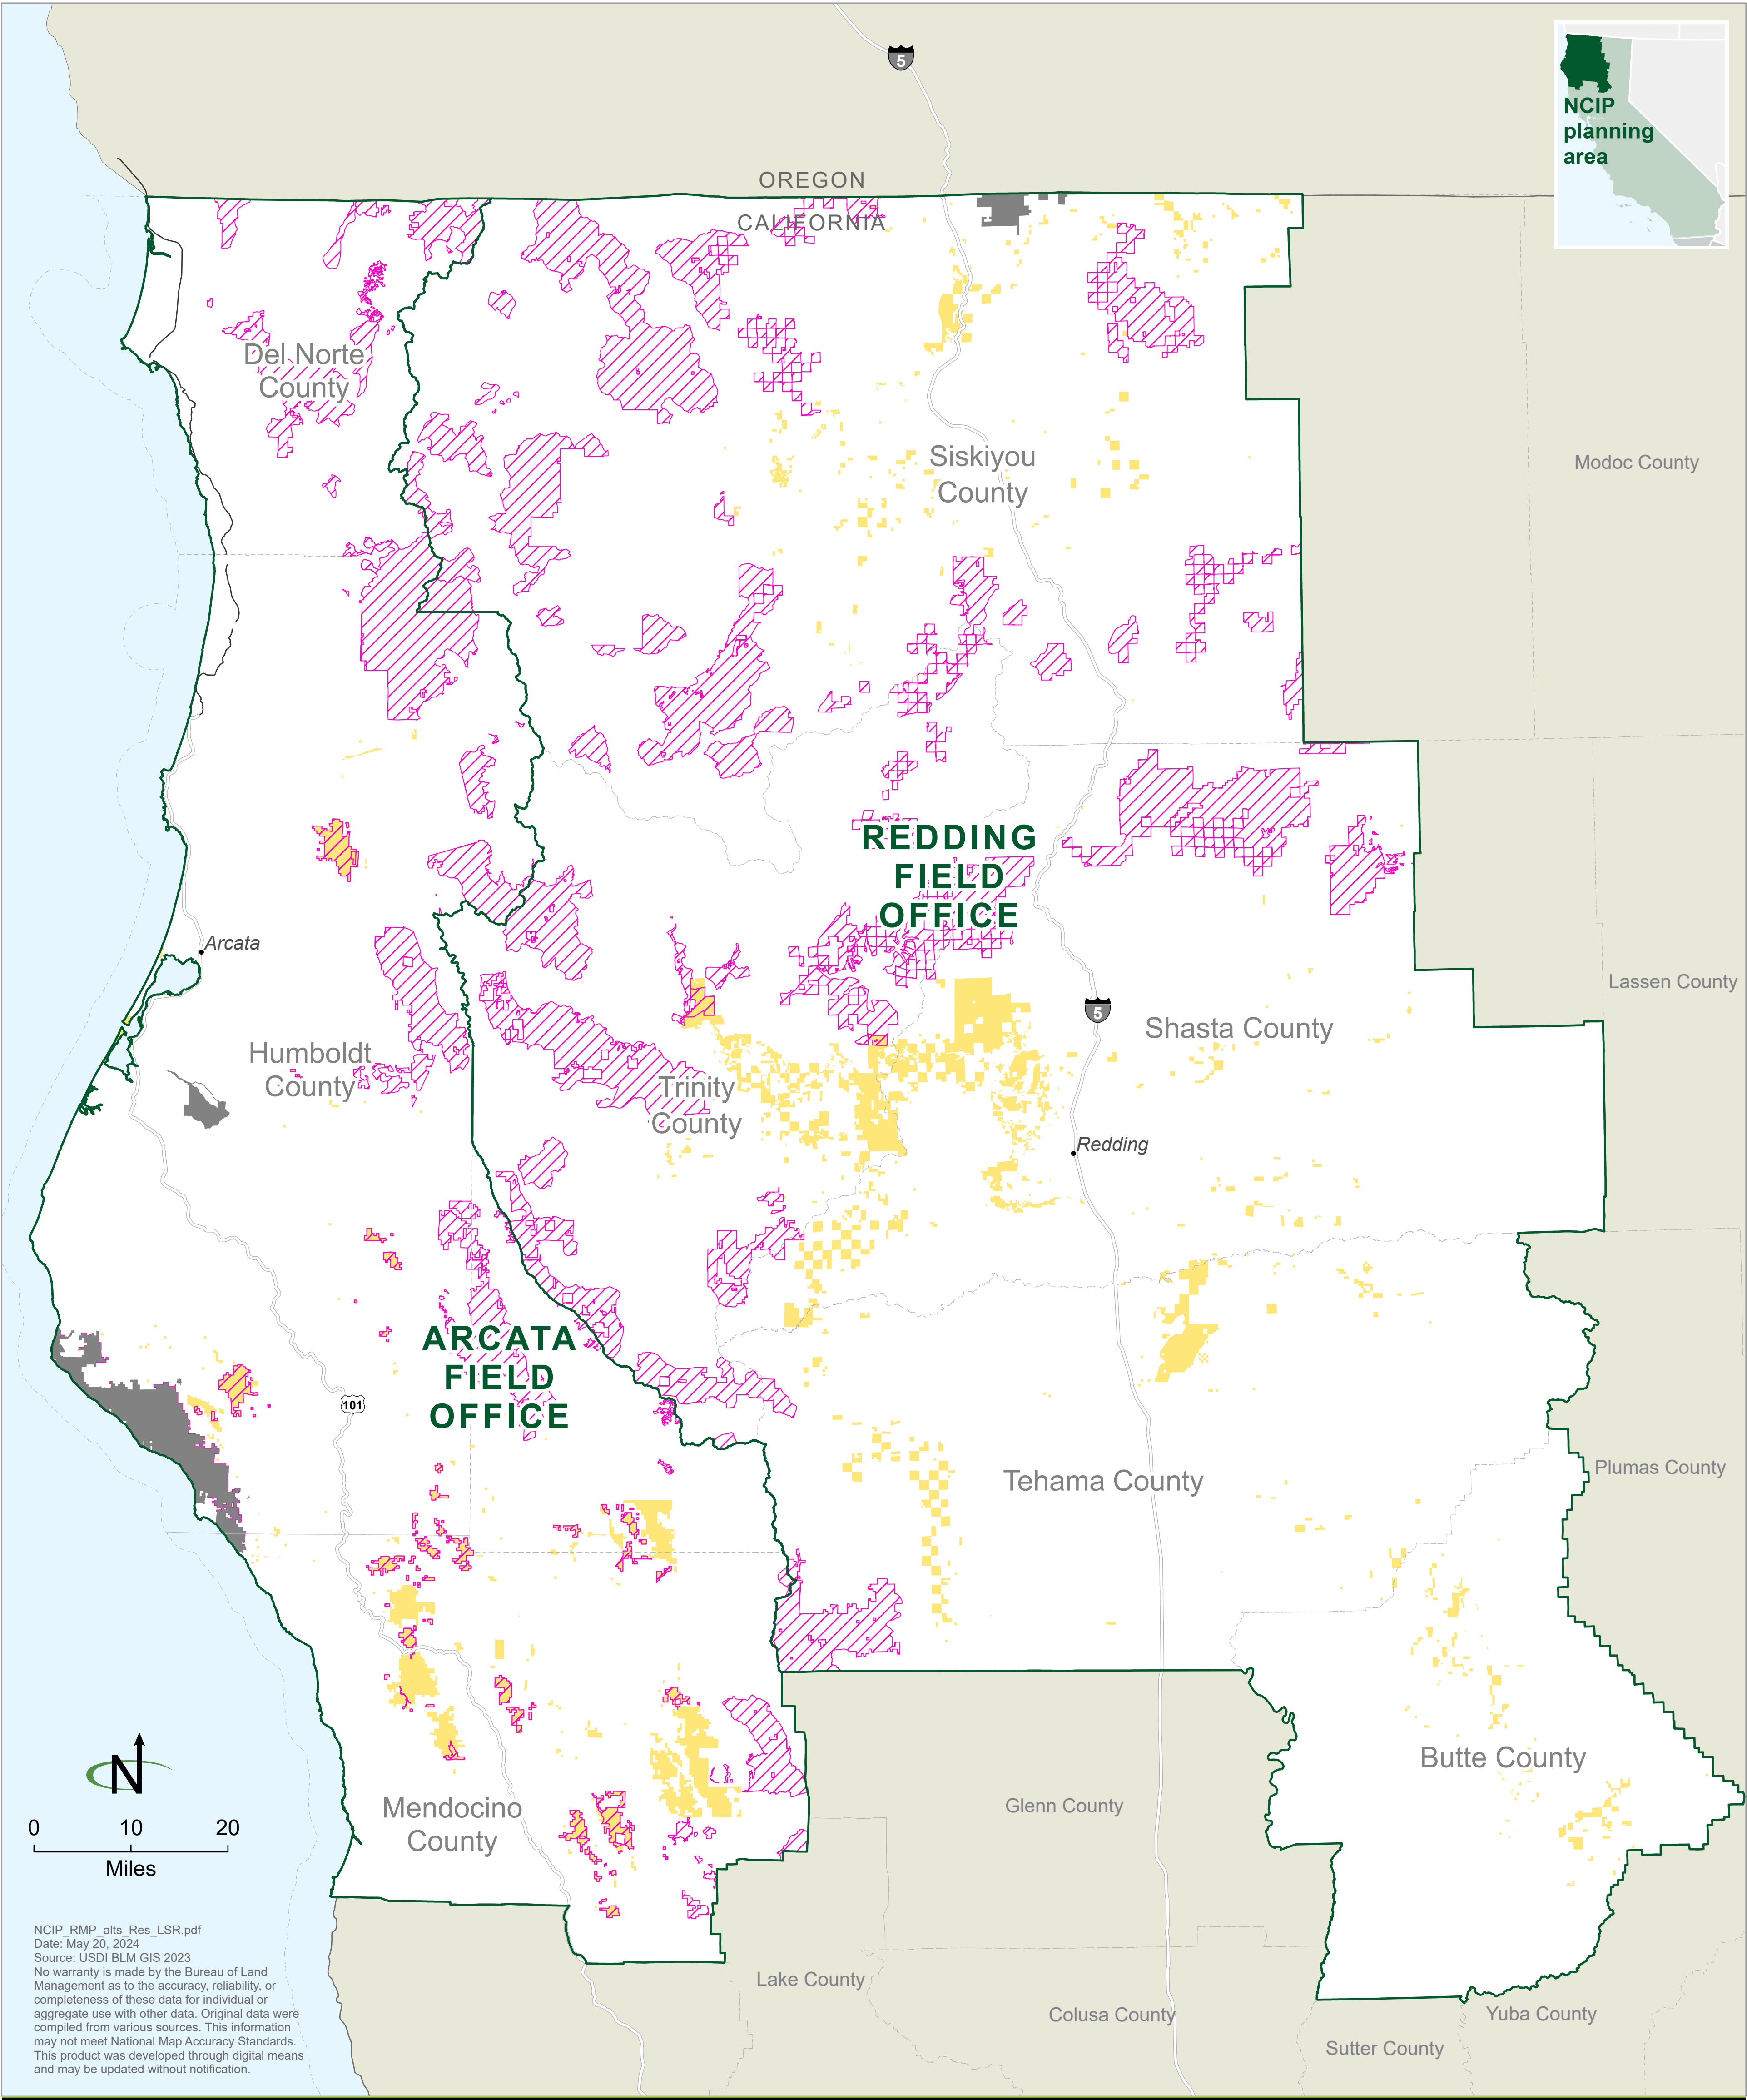 5
NCIP
planning
area
OREGON
CALIFORNIA
Del Norte
County
Siskiyou
County
Modoc County
REDDING
FIELD
OFFICE
Arcata
Lassen County
5
Shasta County
Humboldt
County
Trinity
County
Redding
ARCATA
FIELD
OFFICE
101
Tehama County
Plumas County
N
Butte County
Mendocino
County
Glenn County
0 10 20
Miles
NCIP_RMP_alts_Res_LSR.pdf
Date: May 20, 2024
Source: USDI BLM GIS 2023
No warranty is made by the Bureau of Land
Management as to the accuracy, reliability, or
completeness of these data for individual or
aggregate use with other data. Original data were
compiled from various sources. This information
may not meet National Map Accuracy Standards.
This product was developed through digital means
and may be updated without notification.
Lake County
Colusa County
Yuba County
Sutter County